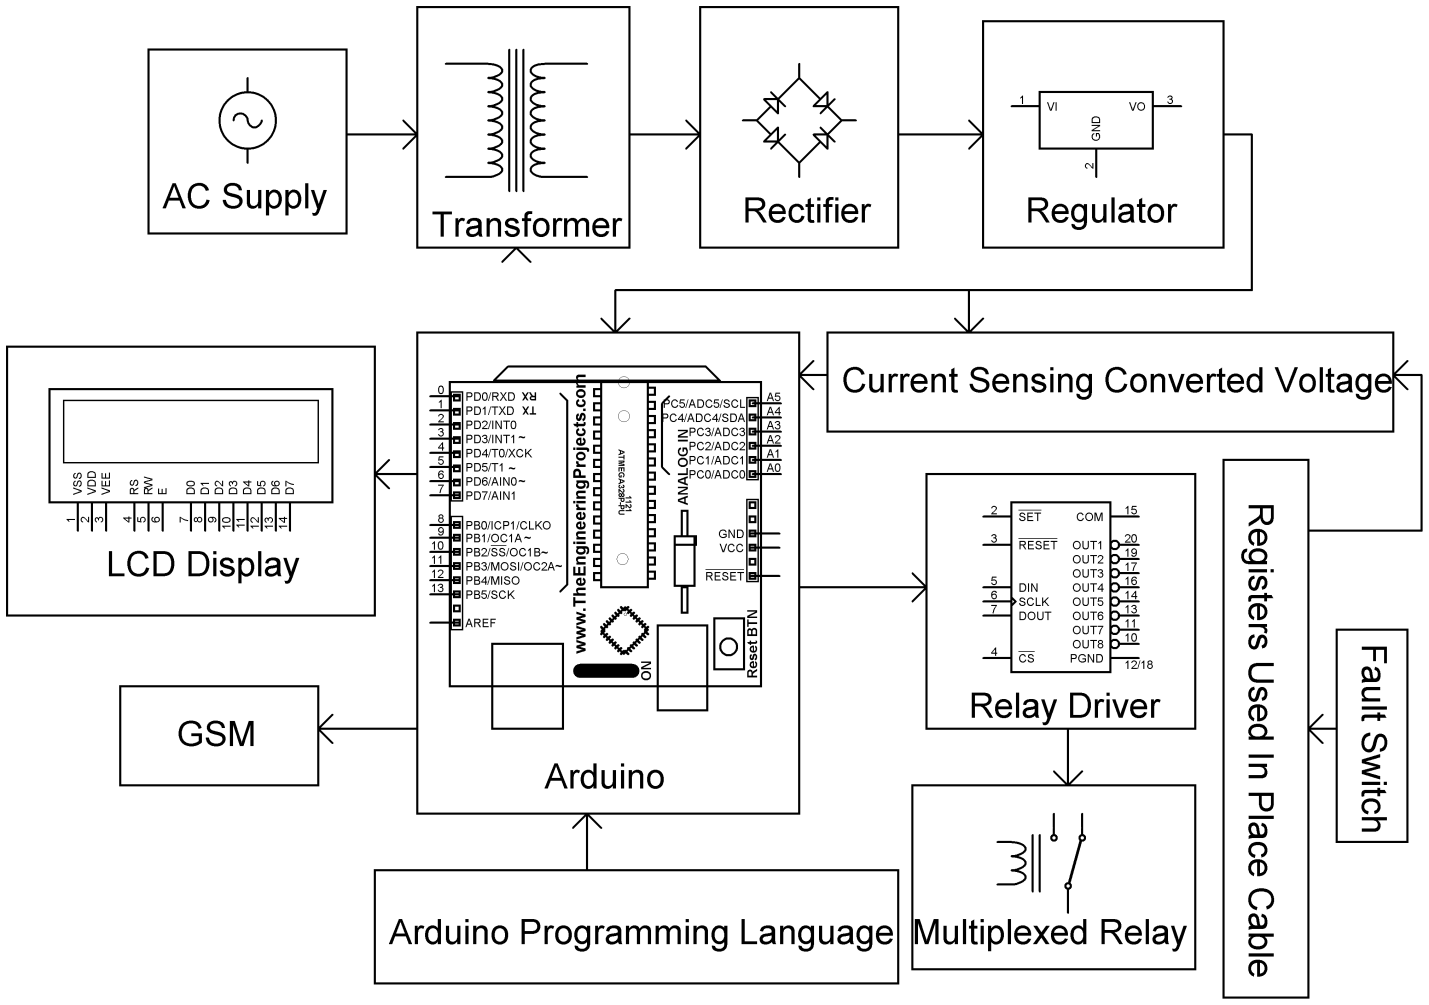 AC Supply
Transformer
Rectifier
1
VI
VO
3
GND
2
Regulator
Current Sensing Converted Voltage
VSS
VDD
VEE
RS
RW
E
D0
D1
D2
D3
D4
D5
D6
D7
1
2
3
4
5
6
7
8
9
10
11
12
13
14
LCD Display
GSM
0 PD0/RXD RX
1 PD1/TXD TX
2 PD2/INT0
3 PD3/INT1~
4 PD4/T0/XCK
5 PD5/T1~
6 PD6/AIN0~
7 PD7/AIN1
8 PB0/ICP1/CLKO
9 PB1/OC1A~
10 PB2/SS/OC1B~
11 PB3/MOSI/OC2A~
12 PB4/MISO
13 PB5/SCK
AREF
www.TheEngineeringProjects.com
ATMEGA328P-PU
1121
ANALOG IN
PC5/ADC5/SCL A5
PC4/ADC4/SDA A4
PC3/ADC3 A3
PC2/ADC2 A2
PC1/ADC1 A1
PC0/ADC0 A0
GND
VCC
RESET
Reset BTN
ON
Arduino
Arduino Programming Language
2 SET COM 15
3 RESET OUT1 20
OUT2 19
OUT3 17
5 DIN OUT4 16
6 SCLK OUT5 14
7 DOUT OUT6 13
OUT7 11
OUT8 10
4 CS PGND 12/18
Relay Driver
Multiplexed Relay
Registers Used In Place Cable
Fault Switch